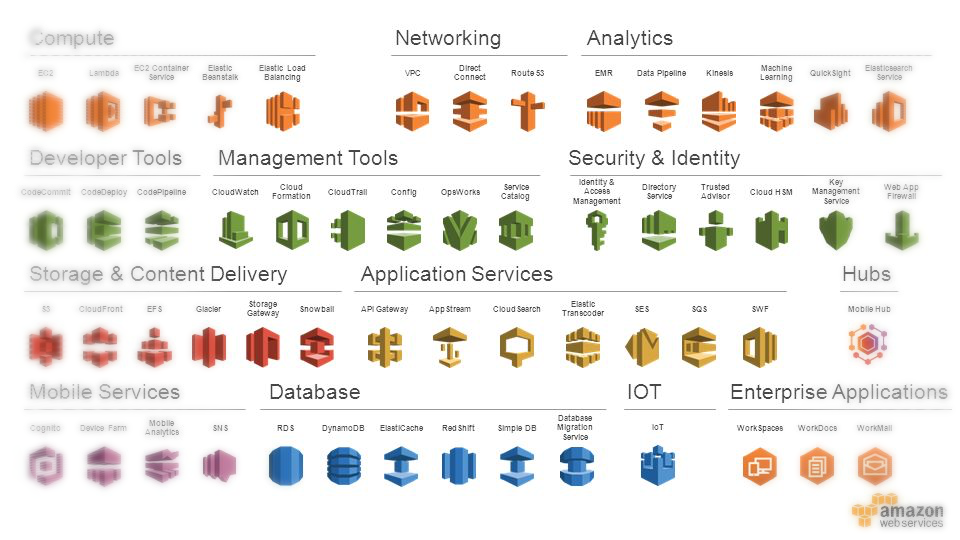 Compute
Networking
Analytics
EC2
Lambda
EC2 Container
Service
Elastic
Beanstalk
Elastic Load
Balancing
VPC
Direct
Connect
Route 53
EMR
Data Pipeline
Kinesis
Machine
Learning
QuickSight
Elasticsearch
Service
Developer Tools
Management Tools
Security & Identity
CodeCommit
CodeDeploy
CodePipeline
CloudWatch
Cloud
Formation
CloudTrail
Config
OpsWorks
Service
Catalog
Identity &
Access
Management
Directory
Service
Trusted
Advisor
Cloud HSM
Key
Management
Service
Web App
Firewall
Storage & Content Delivery
Application Services
Hubs
S3
CloudFront
EFS
Glacier
Storage
Gateway
Snowball
API Gateway
AppStream
CloudSearch
Elastic
Transcoder
SES
SQS
SWF
Mobile Hub
Mobile Services
Database
IOT
Enterprise Applications
Cognito
Device Farm
Mobile
Analytics
SNS
RDS
DynamoDB
ElastiCache
RedShift
Simple DB
Database
Migration
Service
IoT
WorkSpaces
WorkDocs
WorkMail
amazon
webservices